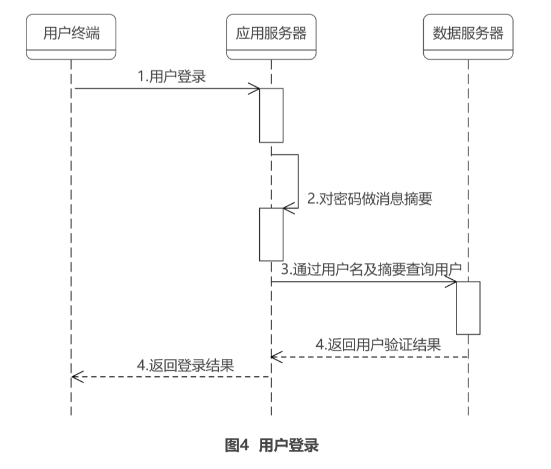 用户终端
应用服务器
数据服务器
1.用户登录
2.对密码做消息摘要
3.通过用户名及摘要查询用户
4.返回用户验证结果
4.返回登录结果
图4 用户登录